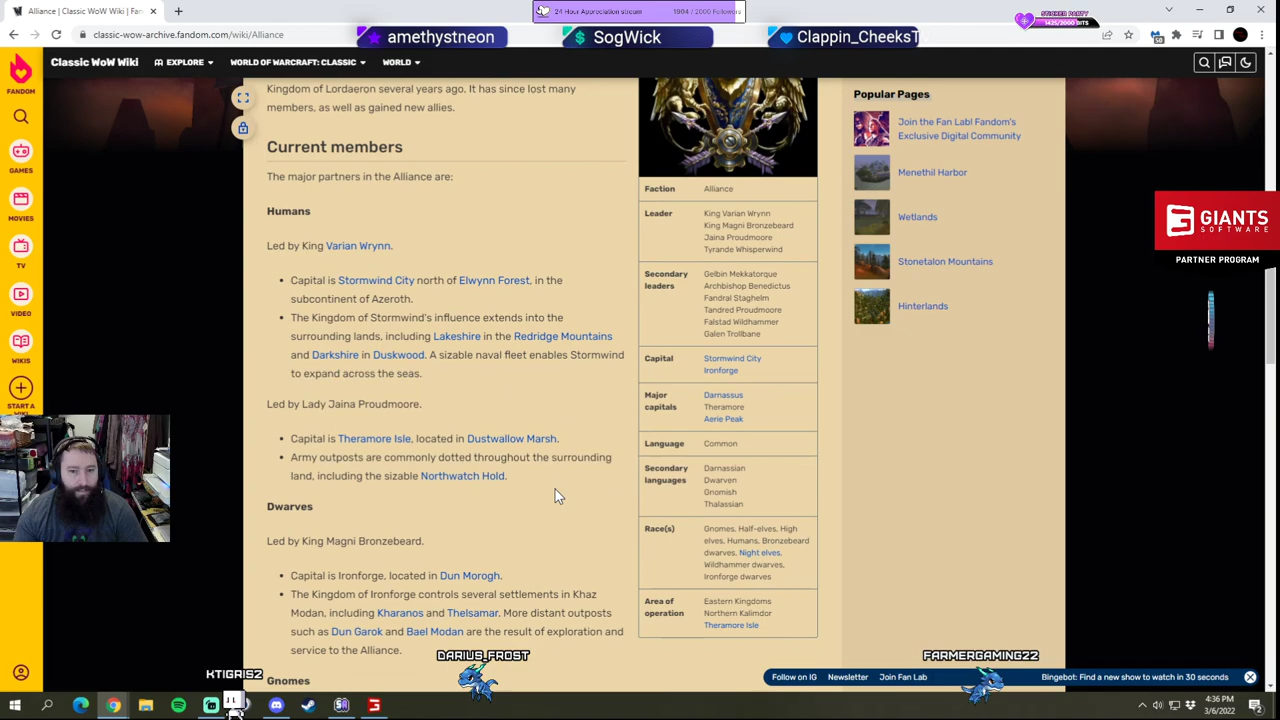 Alliance | Classic WoW Wiki | Fan
24 Hour Appreciation stream
1904 / 2000 Followers
STICKER PARTY
1425/2000 BITS
classic-wow-archive.fandom.com/wiki/Alliance
amethystneon
SogWick
Clappin_CheeksT
Classic WoW Wiki
EXPLORE
WORLD OF WARCRAFT: CLASSIC
WORLD
FANDOM
GAMES
MOVIES
TV
VIDEO
WIKIS
START A
Kingdom of Lordaeron several years ago. It has since lost many
members, as well as gained new allies.
Current members
The major partners in the Alliance are:
Humans
Led by King Varian Wrynn.
• Capital is Stormwind City north of Elwynn Forest, in the
subcontinent of Azeroth.
• The Kingdom of Stormwind's influence extends into the
surrounding lands, including Lakeshire in the Redridge Mountains
and Darkshire in Duskwood. A sizable naval fleet enables Stormwind
to expand across the seas.
Led by Lady Jaina Proudmoore.
• Capital is Theramore Isle, located in Dustwallow Marsh.
• Army outposts are commonly dotted throughout the surrounding
land, including the sizable Northwatch Hold.
Dwarves
Led by King Magni Bronzebeard.
• Capital is Ironforge, located in Dun Morogh.
• The Kingdom of Ironforge controls several settlements in Khaz
Modan, including Kharanos and Thelsamar. More distant outposts
such as Dun Garok and Bael Modan are the result of exploration and
service to the Alliance.
Gnomes
Faction Alliance
Leader King Varian Wrynn
King Magni Bronzebeard
Jaina Proudmoore
Tyrande Whisperwind
Secondary leaders Gelbin Mekkatorque
Archbishop Benedictus
Fandral Staghelm
Tandred Proudmoore
Falstad Wildhammer
Galen Trollbane
Capital Stormwind City
Ironforge
Major capitals Darnassus
Theramore
Aerie Peak
Language Common
Secondary languages Darnassian
Dwarven
Gnomish
Thalassian
Race(s) Gnomes, Half-elves, High
elves, Humans, Bronzebeard
dwarves, Night elves,
Wildhammer dwarves,
Ironforge dwarves
Area of operation Eastern Kingdoms
Northern Kalimdor
Theramore Isle
Popular Pages
Join the Fan Lab! Fandom's
Exclusive Digital Community
Menethil Harbor
Wetlands
Stonetalon Mountains
Hinterlands
GIANTS
SOFTWARE
PARTNER PROGRAM
KTIGRISZ
DARIUS_FROST
FARMERGAMING22
Follow on IG
Newsletter
Join Fan Lab
Bingebot: Find a new show to watch in 30 seconds
4:36 PM
3/6/2022